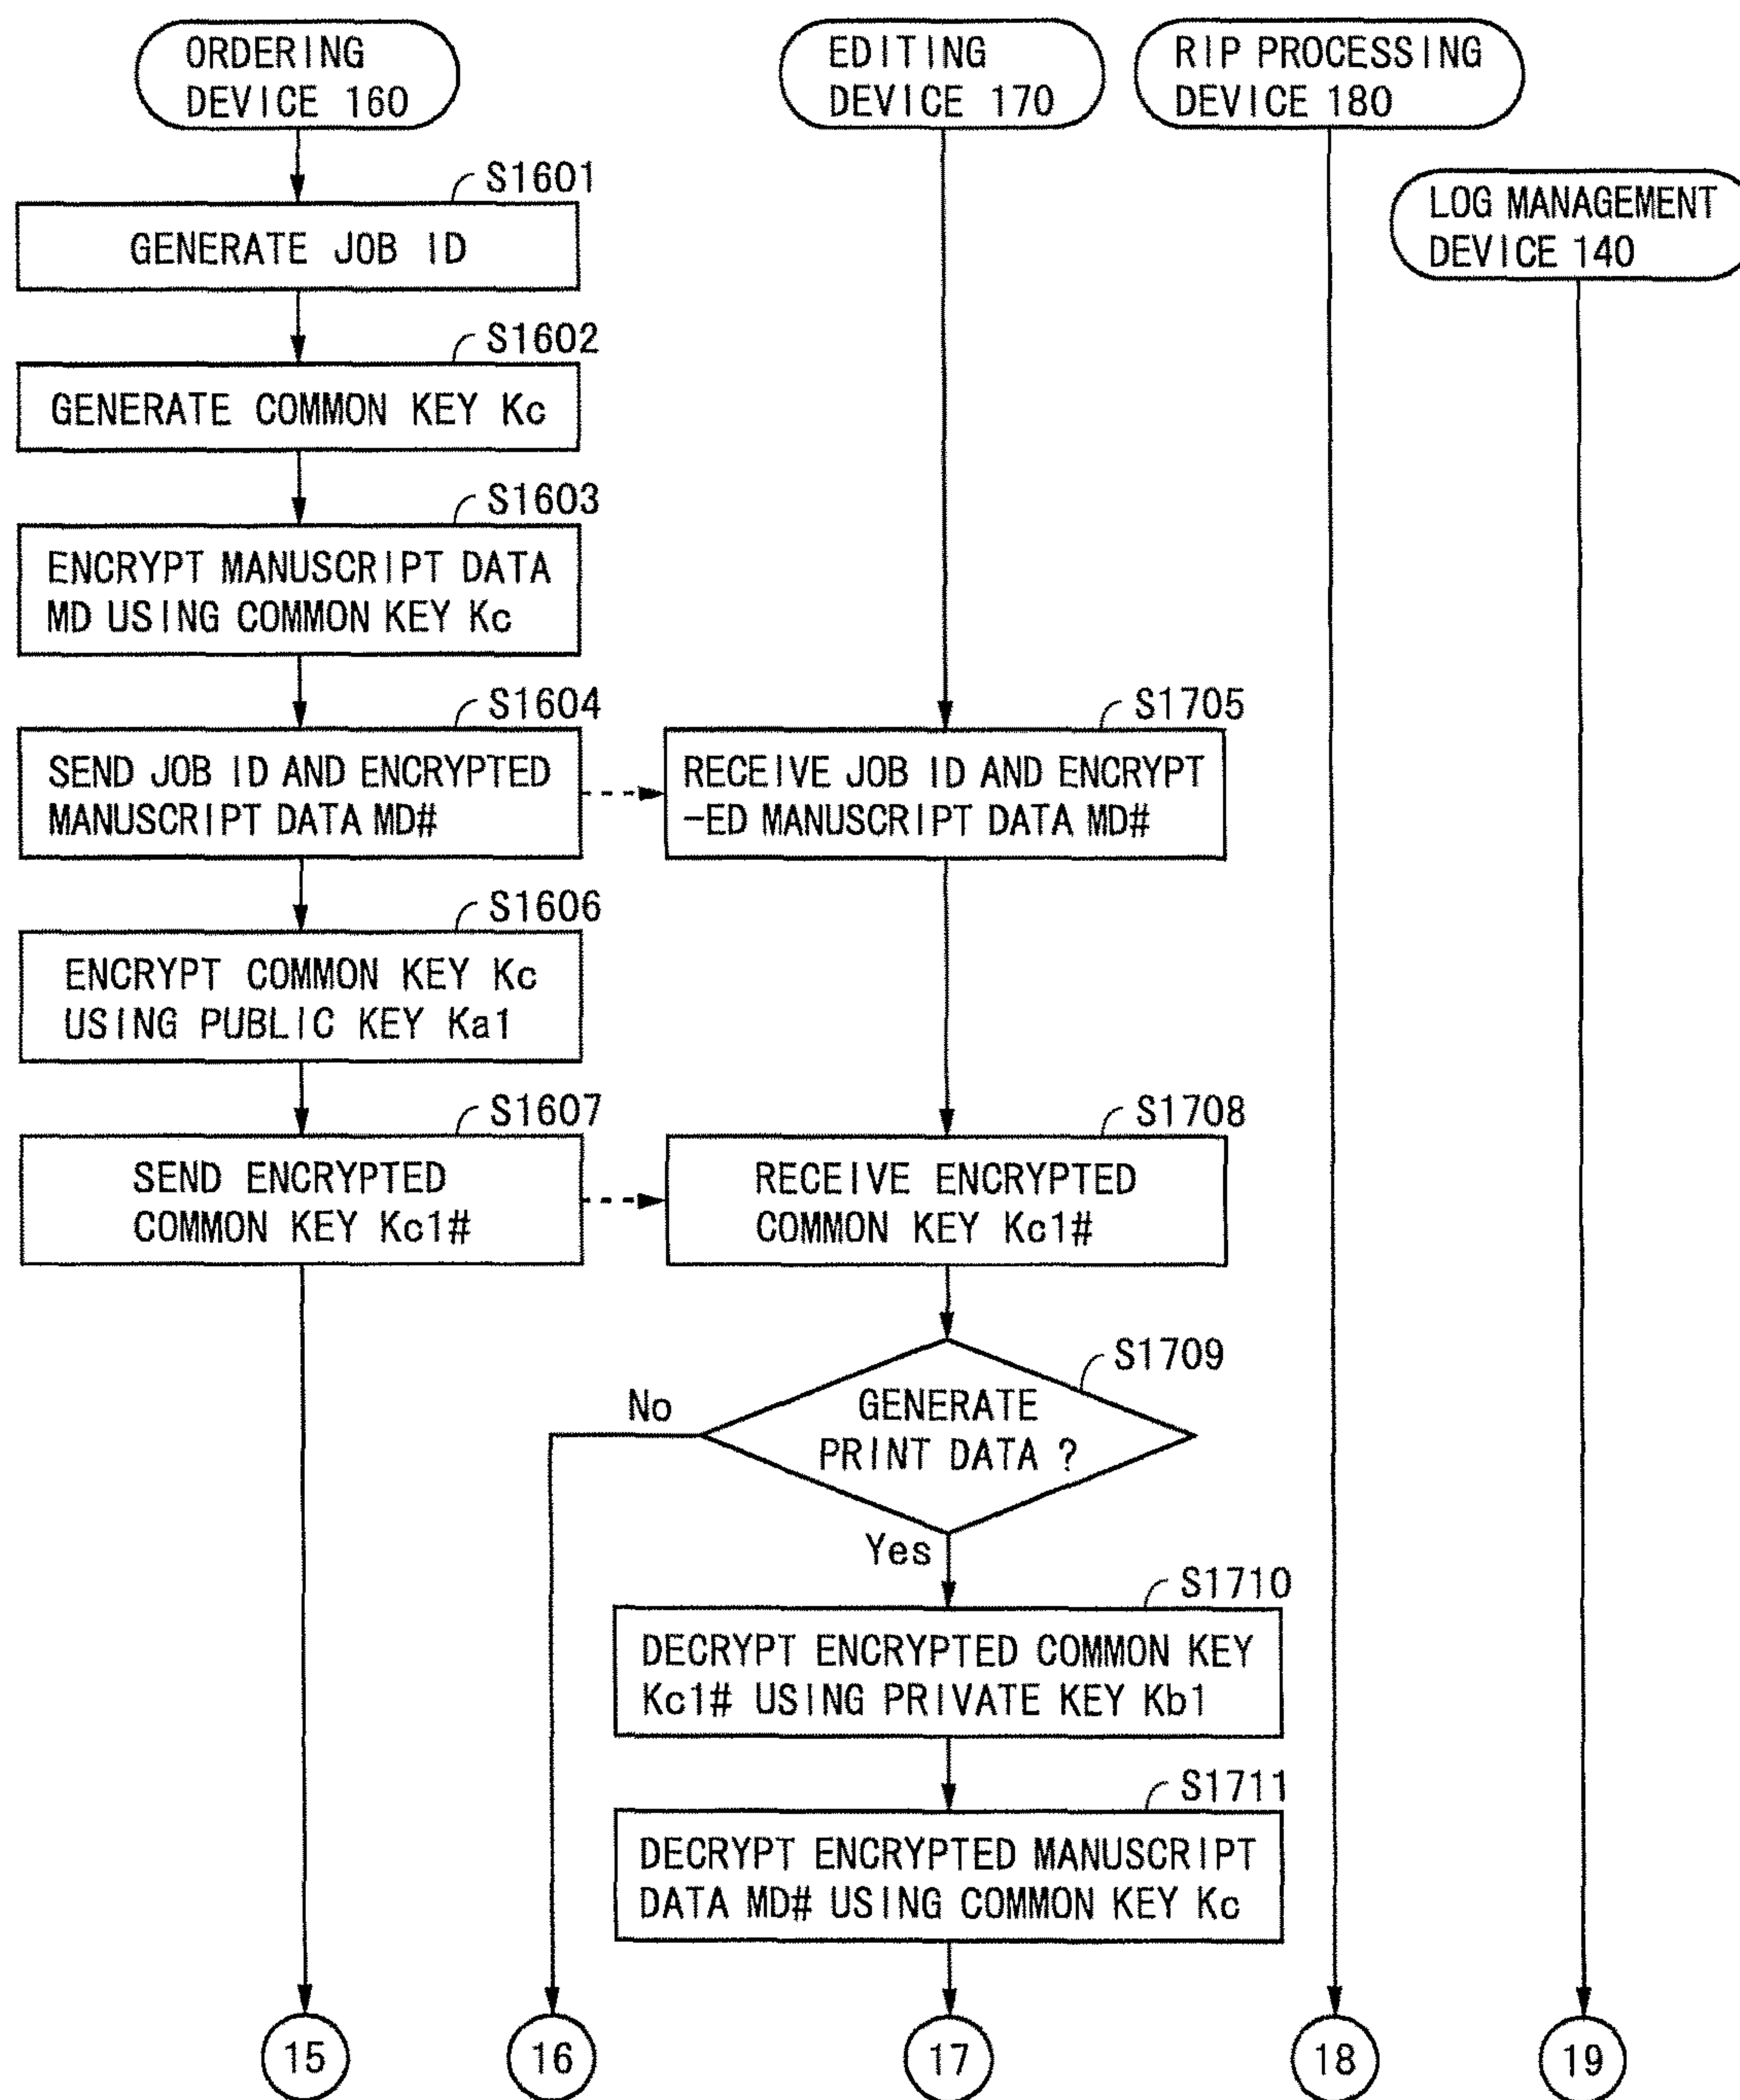 ORDERING
DEVICE 160
EDITING
DEVICE 170
RIP PROCESSING
DEVICE 180
LOG MANAGEMENT
DEVICE 140
S1601
GENERATE JOB ID
S1602
GENERATE COMMON KEY Kc
S1603
ENCRYPT MANUSCRIPT DATA
MD USING COMMON KEY Kc
S1604
SEND JOB ID AND ENCRYPTED
MANUSCRIPT DATA MD#
S1705
RECEIVE JOB ID AND ENCRYPT
-ED MANUSCRIPT DATA MD#
S1606
ENCRYPT COMMON KEY Kc
USING PUBLIC KEY Ka1
S1607
SEND ENCRYPTED
COMMON KEY Kc1#
S1708
RECEIVE ENCRYPTED
COMMON KEY Kc1#
S1709
GENERATE
PRINT DATA ?
No
Yes
S1710
DECRYPT ENCRYPTED COMMON KEY
Kc1# USING PRIVATE KEY Kb1
S1711
DECRYPT ENCRYPTED MANUSCRIPT
DATA MD# USING COMMON KEY Kc
15
16
17
18
19